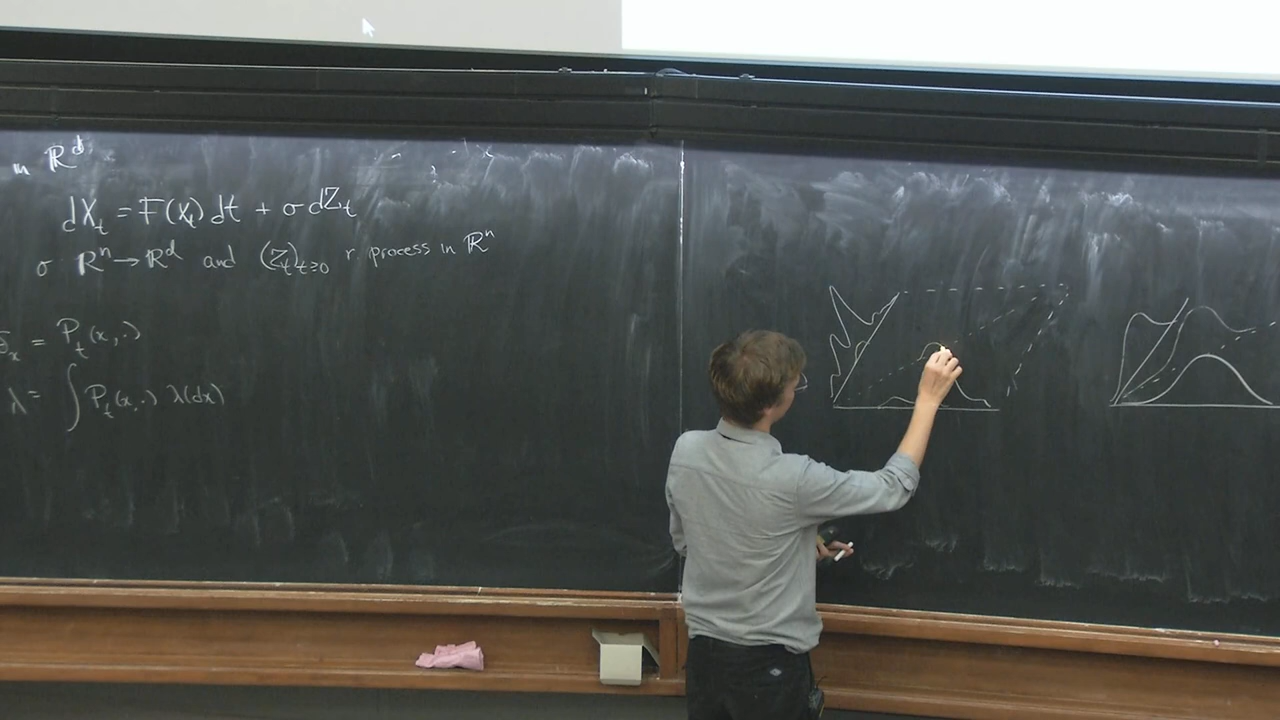 in ℝ^d
dX_t = F(X_t) dt + σ dZ_t
σ ℝ^n → ℝ^d and (Z_t)_{t≥0} r. process in ℝ^n
δ_x = P_t(x, .)
λ = ∫ P_t(x, .) λ(dx)